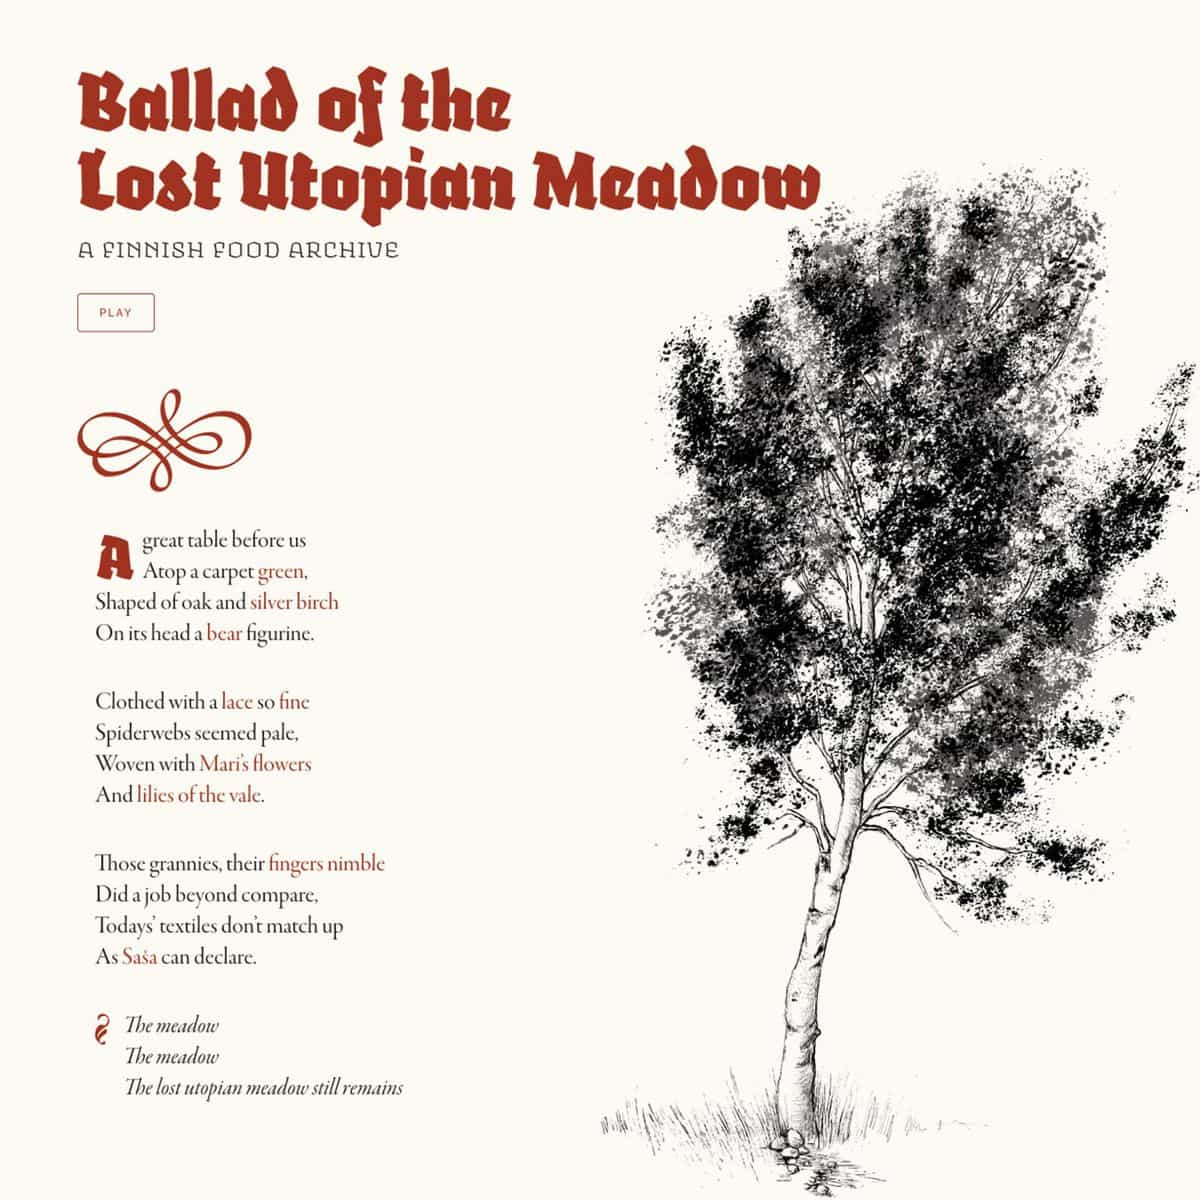 Ballad of the
Lost Utopian Meadow
A FINNISH FOOD ARCHIVE
PLAY
A great table before us
Atop a carpet green,
Shaped of oak and silver birch
On its head a bear figurine.
Clothed with a lace so fine
Spiderwebs seemed pale,
Woven with Mari's flowers
And lilies of the vale.
Those grannies, their fingers nimble
Did a job beyond compare,
Todays' textiles don't match up
As Saša can declare.
The meadow
The meadow
The lost utopian meadow still remains